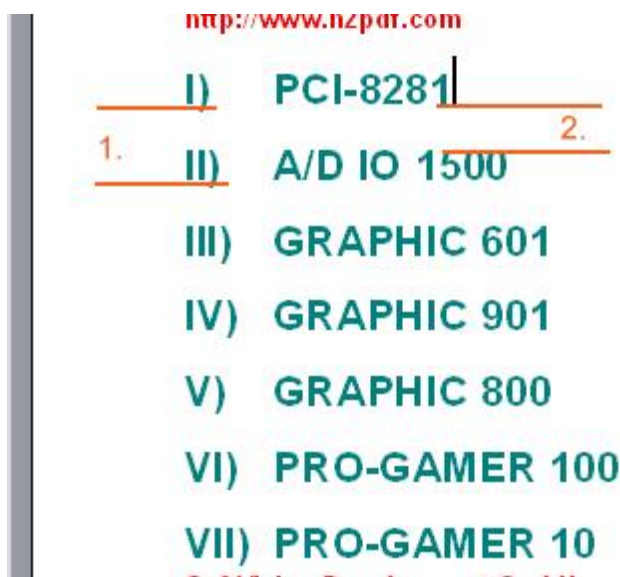 http://www.nzpdf.com
I) PCI-8281
1.
2.
II) A/D IO 1500
III) GRAPHIC 601
IV) GRAPHIC 901
V) GRAPHIC 800
VI) PRO-GAMER 100
VII) PRO-GAMER 10